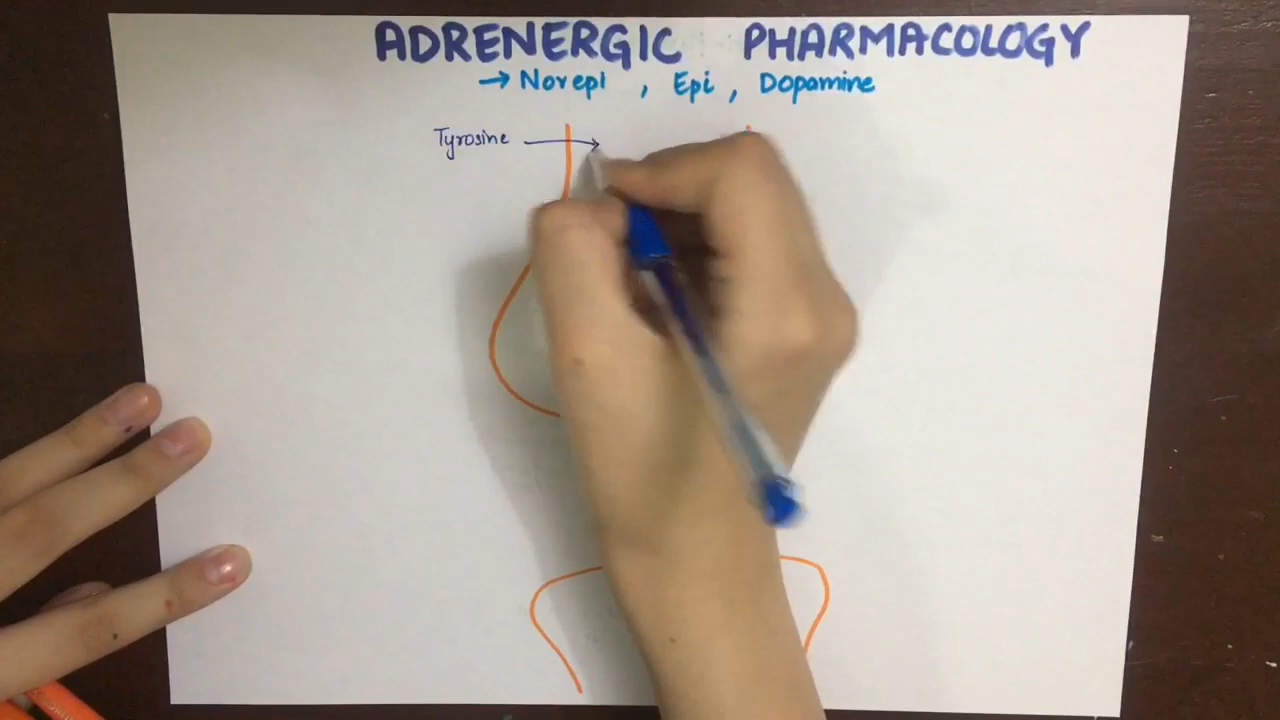 ADRENERGIC PHARMACOLOGY
→ Norepi , Epi , Dopamine
Tyrosine